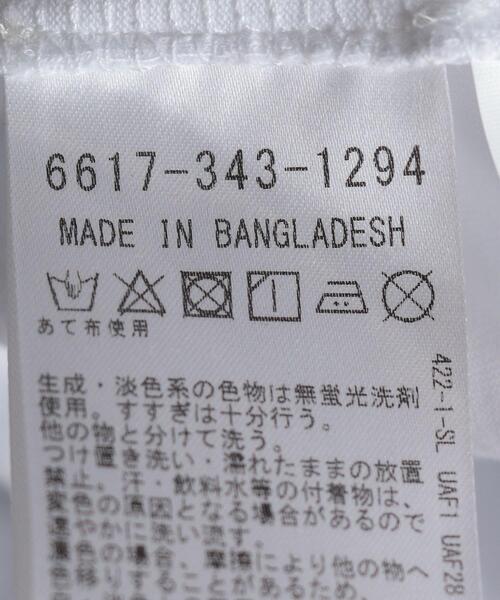 6617-343-1294
MADE IN BANGLADESH
あて布使用
生成・淡色系の色物は無蛍光洗剤
使用。すすぎは十分行う。
他の物と分けて洗う。
つけ置き洗い・濡れたままの放置
禁止。汗・飲料水等の付着物は、
変色の原因となる場合があるので
速やかに洗い流す。
濃色の場合、摩擦により他の物へ
色移りすることがあるため、
422-1-SL UAF1 UAF28